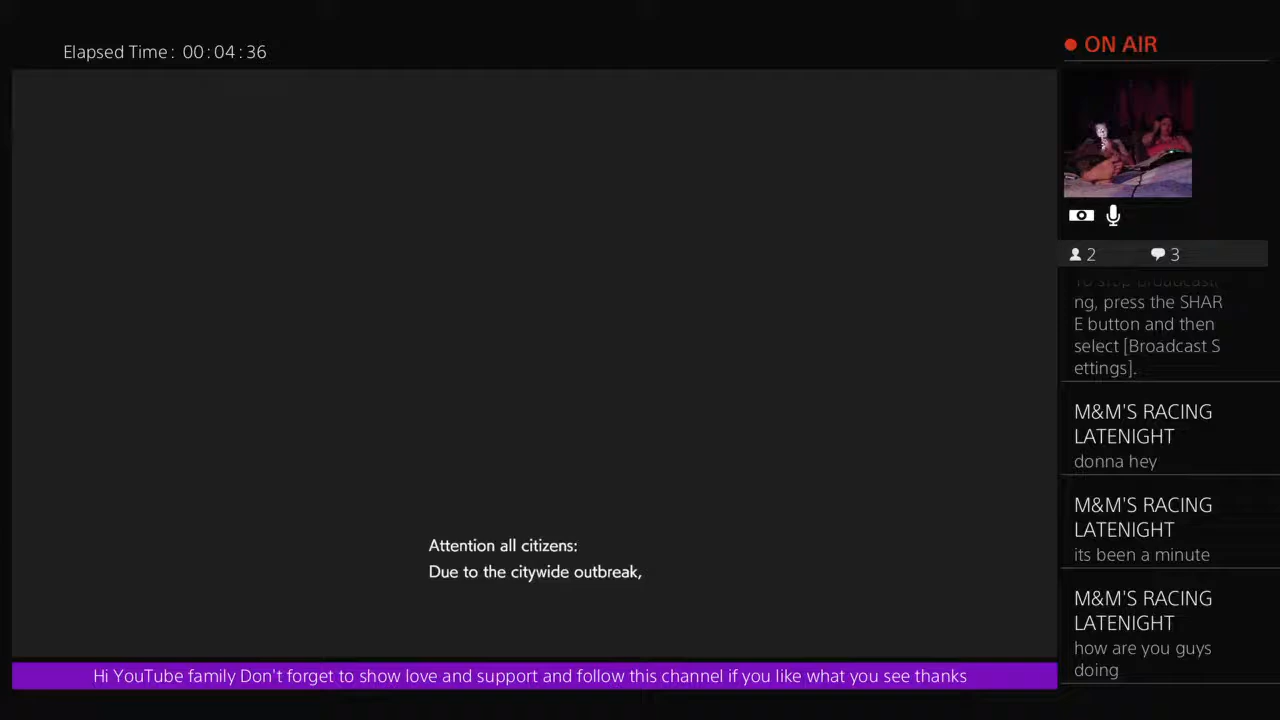 Elapsed Time: 00:04:36
ON AIR
2
3
To stop broadcasti
ng, press the SHAR
E button and then
select [Broadcast S
ettings].
M&M'S RACING
LATENIGHT
donna hey
M&M'S RACING
LATENIGHT
its been a minute
M&M'S RACING
LATENIGHT
how are you guys
doing
Attention all citizens:
Due to the citywide outbreak,
Hi YouTube family Don't forget to show love and support and follow this channel if you like what you see thanks